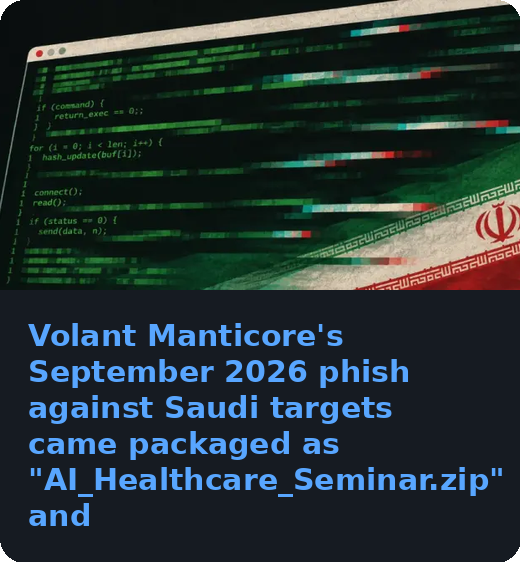 if (command) {
return_exec == 0;;
}
for (i = 0; i < len; i++) {
hash_update(buf[i]);
connect();
read();
if (status == 0) {
send(data, n);
Volant Manticore's
September 2026 phish
against Saudi targets
came packaged as
"AI_Healthcare_Seminar.zip"
and